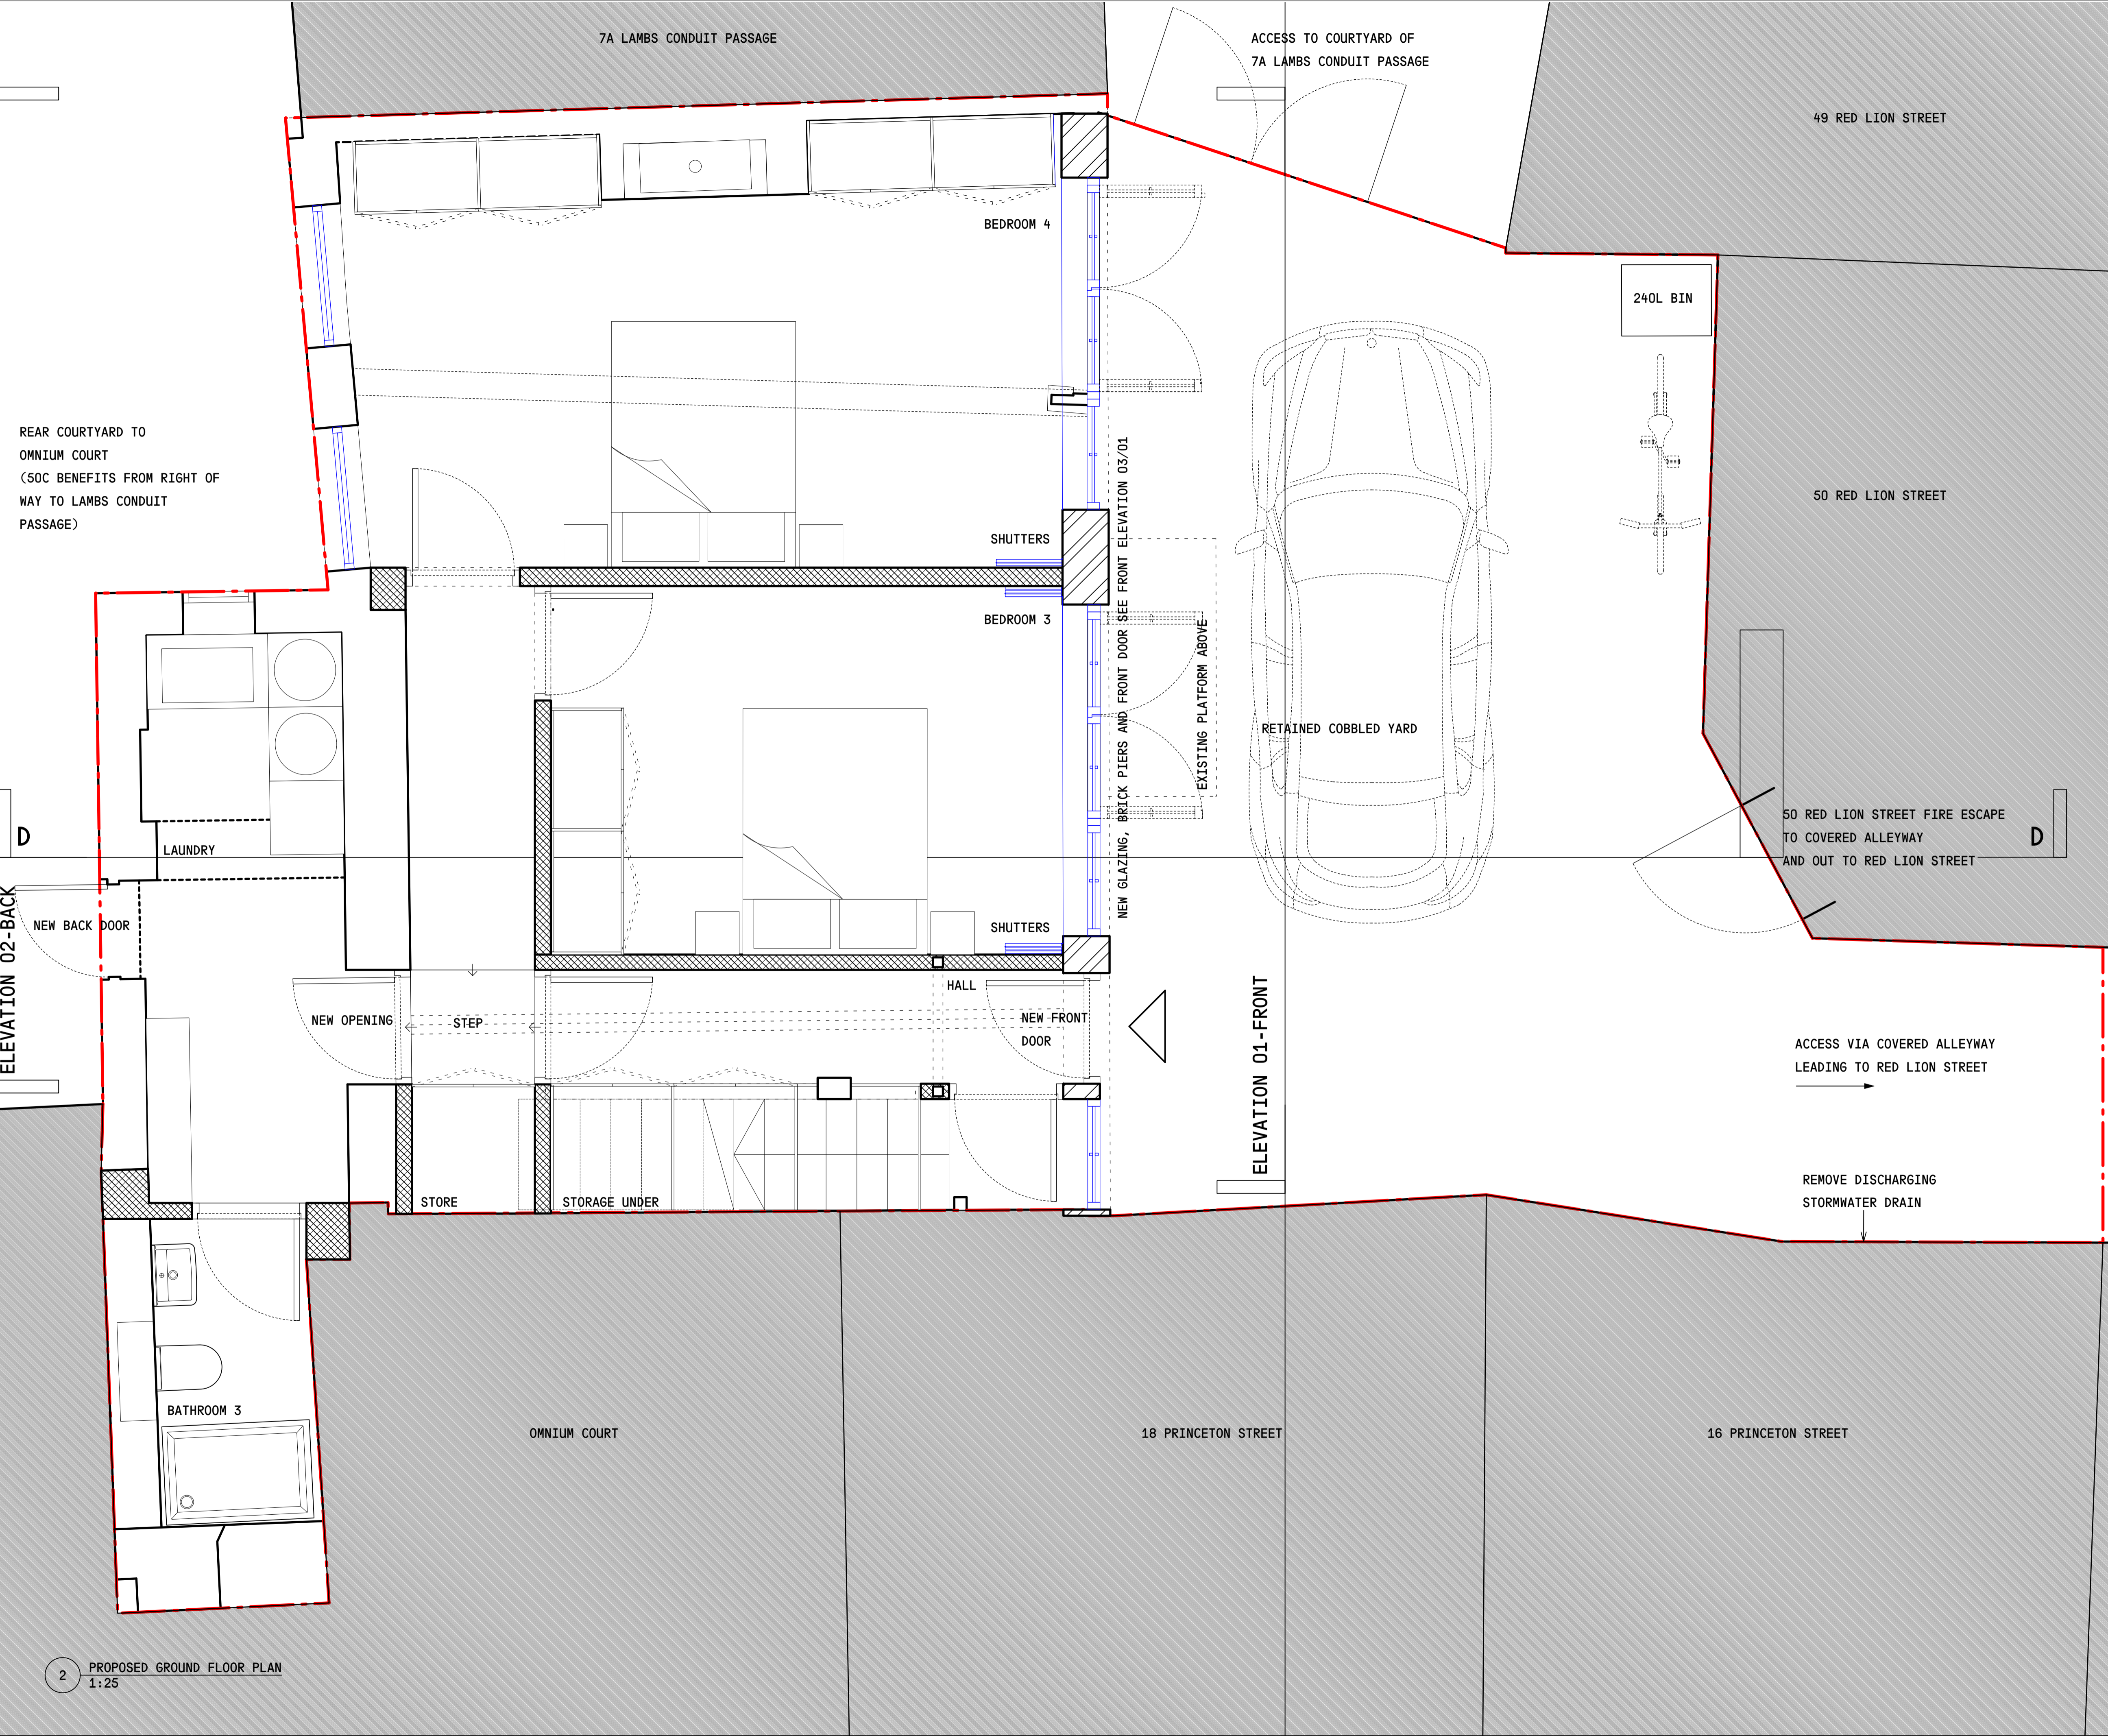 7A LAMBS CONDUIT PASSAGE
ACCESS TO COURTYARD OF
7A LAMBS CONDUIT PASSAGE
49 RED LION STREET
BEDROOM 4
240L BIN
REAR COURTYARD TO
OMNIUM COURT
(50C BENEFITS FROM RIGHT OF
WAY TO LAMBS CONDUIT
PASSAGE)
50 RED LION STREET
SHUTTERS
NEW GLAZING, BRICK PIERS AND FRONT DOOR SEE FRONT ELEVATION 03/01
BEDROOM 3
EXISTING PLATFORM ABOVE
RETAINED COBBLED YARD
50 RED LION STREET FIRE ESCAPE
TO COVERED ALLEYWAY
AND OUT TO RED LION STREET
D
D
LAUNDRY
ELEVATION 02-BACK
NEW BACK DOOR
SHUTTERS
HALL
NEW OPENING
STEP
NEW FRONT
DOOR
ELEVATION 01-FRONT
ACCESS VIA COVERED ALLEYWAY
LEADING TO RED LION STREET
REMOVE DISCHARGING
STORMWATER DRAIN
STORE
STORAGE UNDER
BATHROOM 3
OMNIUM COURT
18 PRINCETON STREET
16 PRINCETON STREET
2
PROPOSED GROUND FLOOR PLAN
1:25